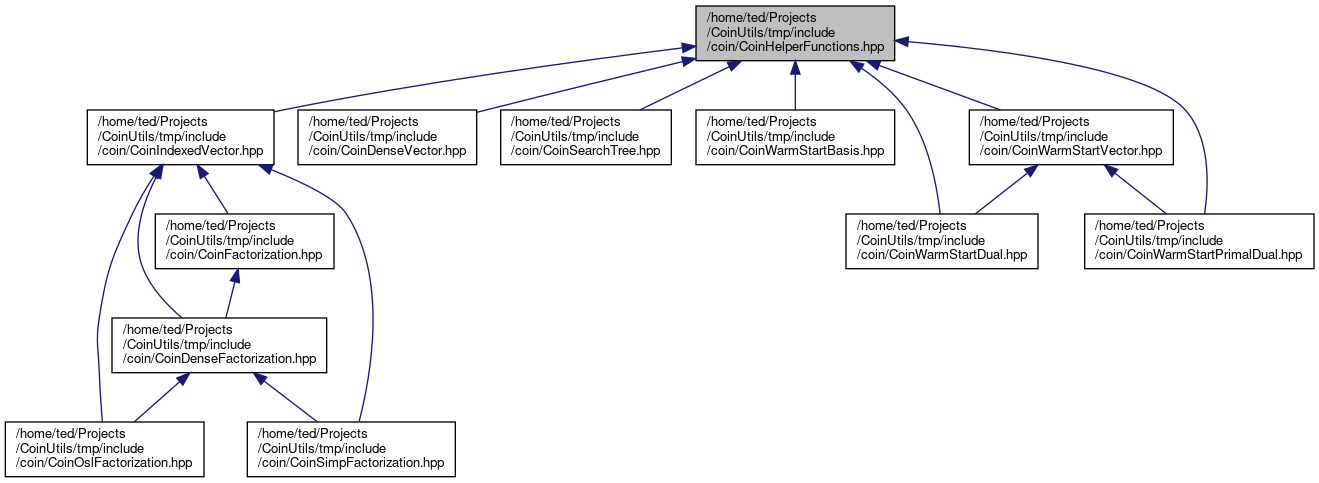 /home/ted/Projects
/CoinUtils/tmp/include
/coin/CoinHelperFunctions.hpp
/home/ted/Projects
/CoinUtils/tmp/include
/coin/CoinIndexedVector.hpp
/home/ted/Projects
/CoinUtils/tmp/include
/coin/CoinDenseVector.hpp
/home/ted/Projects
/CoinUtils/tmp/include
/coin/CoinSearchTree.hpp
/home/ted/Projects
/CoinUtils/tmp/include
/coin/CoinWarmStartBasis.hpp
/home/ted/Projects
/CoinUtils/tmp/include
/coin/CoinWarmStartVector.hpp
/home/ted/Projects
/CoinUtils/tmp/include
/coin/CoinFactorization.hpp
/home/ted/Projects
/CoinUtils/tmp/include
/coin/CoinWarmStartDual.hpp
/home/ted/Projects
/CoinUtils/tmp/include
/coin/CoinWarmStartPrimalDual.hpp
/home/ted/Projects
/CoinUtils/tmp/include
/coin/CoinDenseFactorization.hpp
/home/ted/Projects
/CoinUtils/tmp/include
/coin/CoinOslFactorization.hpp
/home/ted/Projects
/CoinUtils/tmp/include
/coin/CoinSimpFactorization.hpp